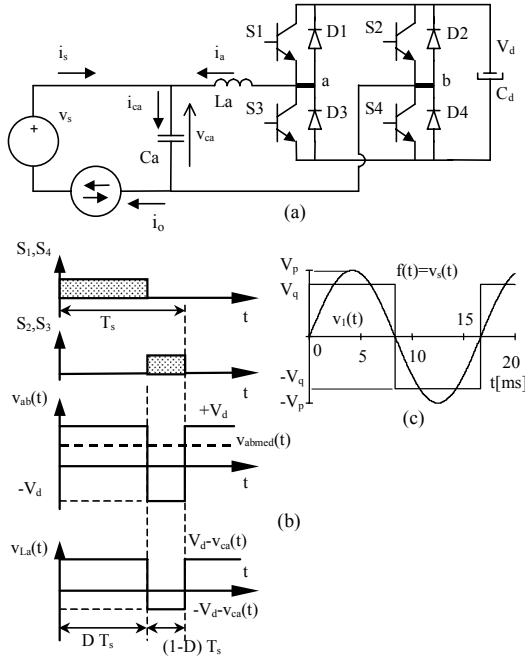 S1 D1 S2 D2 V_d
i_s i_a
La a b C_d
i_ca
v_s + v_ca S3 D3 S4 D4
Ca
i_o
(a)
S_1,S_4
t
T_s
S_2,S_3
t
v_ab(t)
+V_d
v_abmed(t)
t
-V_d
(b)
v_La(t)
V_d-v_ca(t)
t
-V_d-v_ca(t)
D T_s (1-D) T_s
V_p f(t)=v_s(t)
V_q
v_1(t) 15
0 5 10 20
-V_q t[ms]
-V_p
(c)